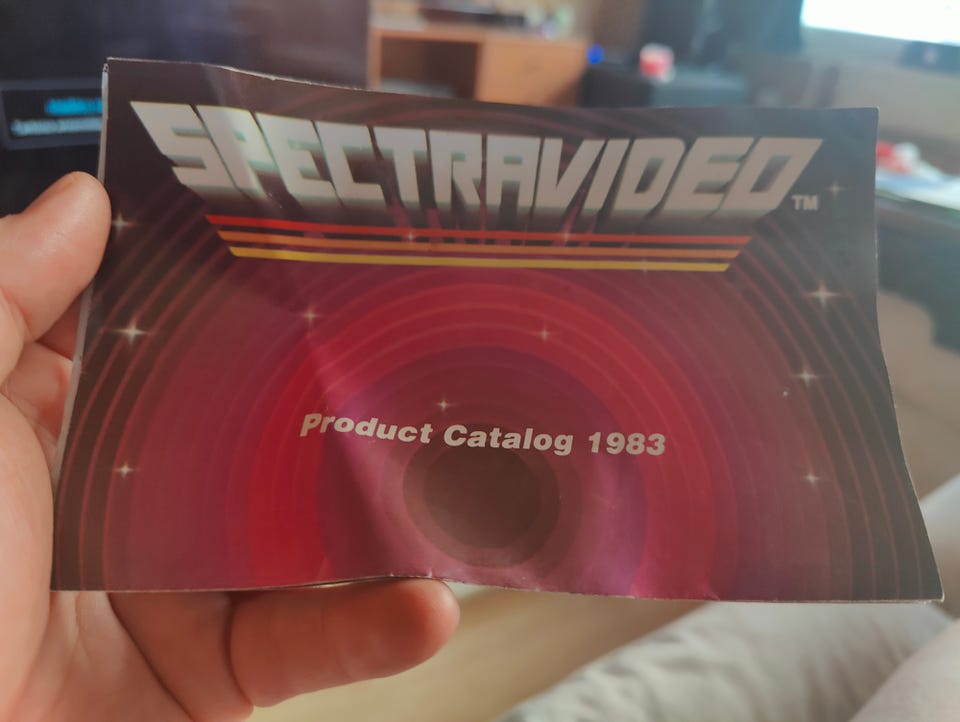 SPECTRAVIDEO™
Product Catalog 1983